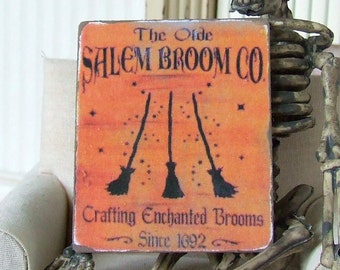 The Olde
SALEM BROOM CO.
Crafting Enchanted Brooms
Since 1692